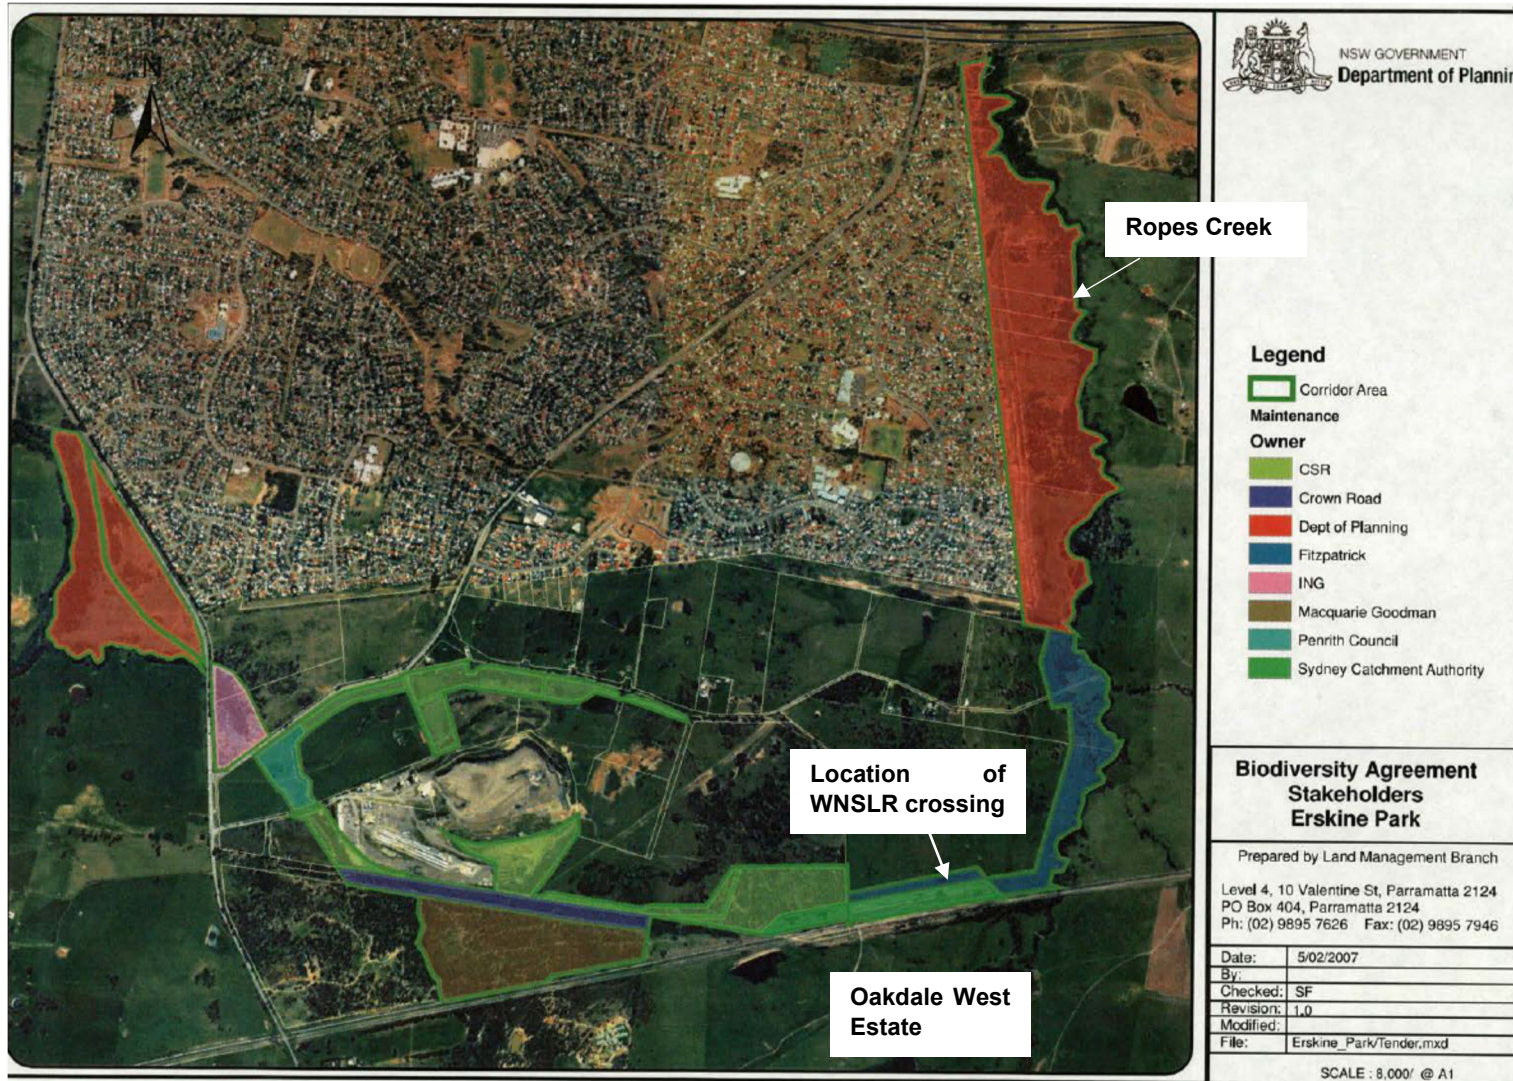 N
Ropes Creek
Location of
WNSLR crossing
Oakdale West
Estate
NSW GOVERNMENT
Department of Plannin
Legend
Corridor Area
Maintenance
Owner
CSR
Crown Road
Dept of Planning
Fitzpatrick
ING
Macquarie Goodman
Penrith Council
Sydney Catchment Authority
Biodiversity Agreement
Stakeholders
Erskine Park
Prepared by Land Management Branch
Level 4, 10 Valentine St, Parramatta 2124
PO Box 404, Parramatta 2124
Ph: (02) 9895 7626 Fax: (02) 9895 7946
Date: 5/02/2007
By:
Checked: SF
Revision: 1.0
Modified:
File: Erskine_Park/Tender.mxd
SCALE : 8,000/ @ A1